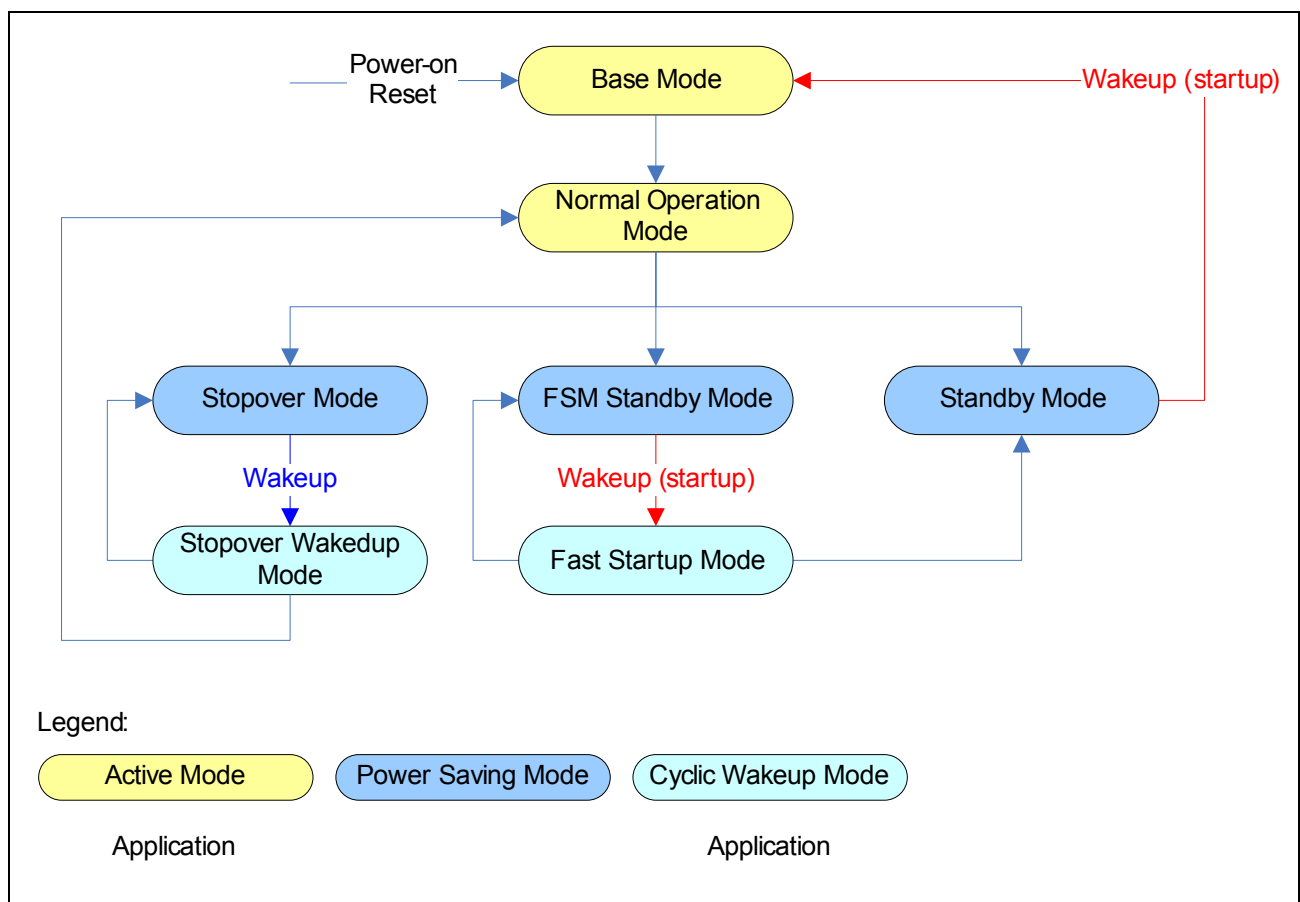 Power-on
Reset
Base Mode
Wakeup (startup)
Normal Operation
Mode
Stopover Mode
FSM Standby Mode
Standby Mode
Wakeup
Wakeup (startup)
Stopover Wakedup
Mode
Fast Startup Mode
Legend:
Active Mode
Power Saving Mode
Cyclic Wakeup Mode
Application
Application